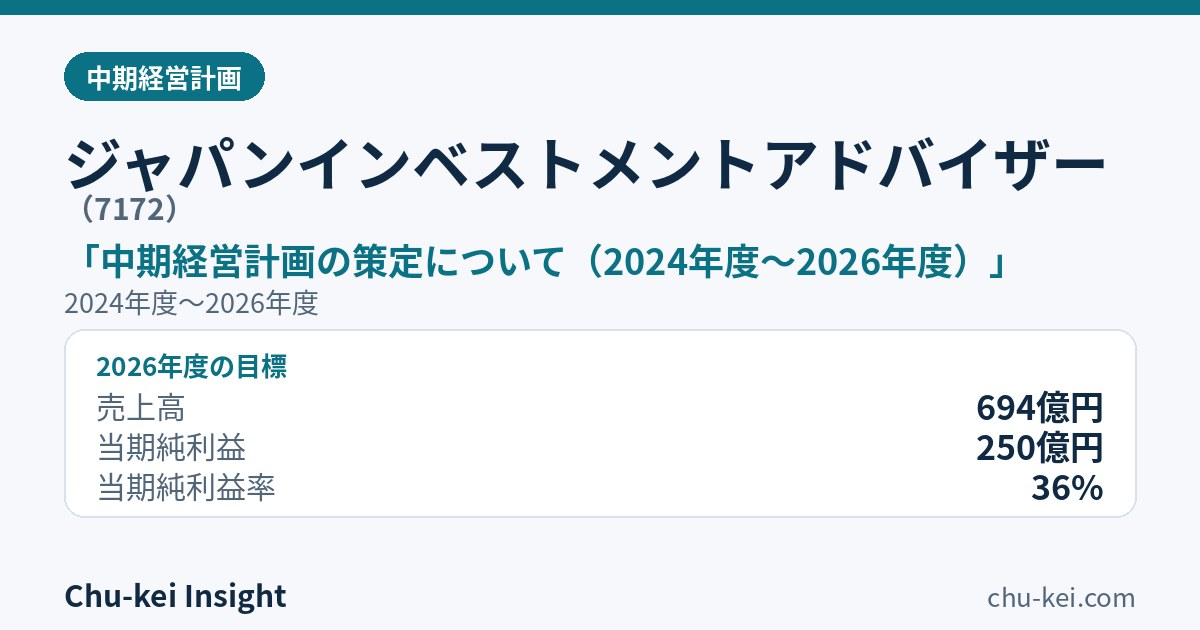 中期経営計画
ジャパンインベストメントアドバイザー
（7172）
「中期経営計画の策定について（2024年度～2026年度）」
2024年度～2026年度
2026年度の目標
売上高 694億円
当期純利益 250億円
当期純利益率 36%
Chu-kei Insight chu-kei.com